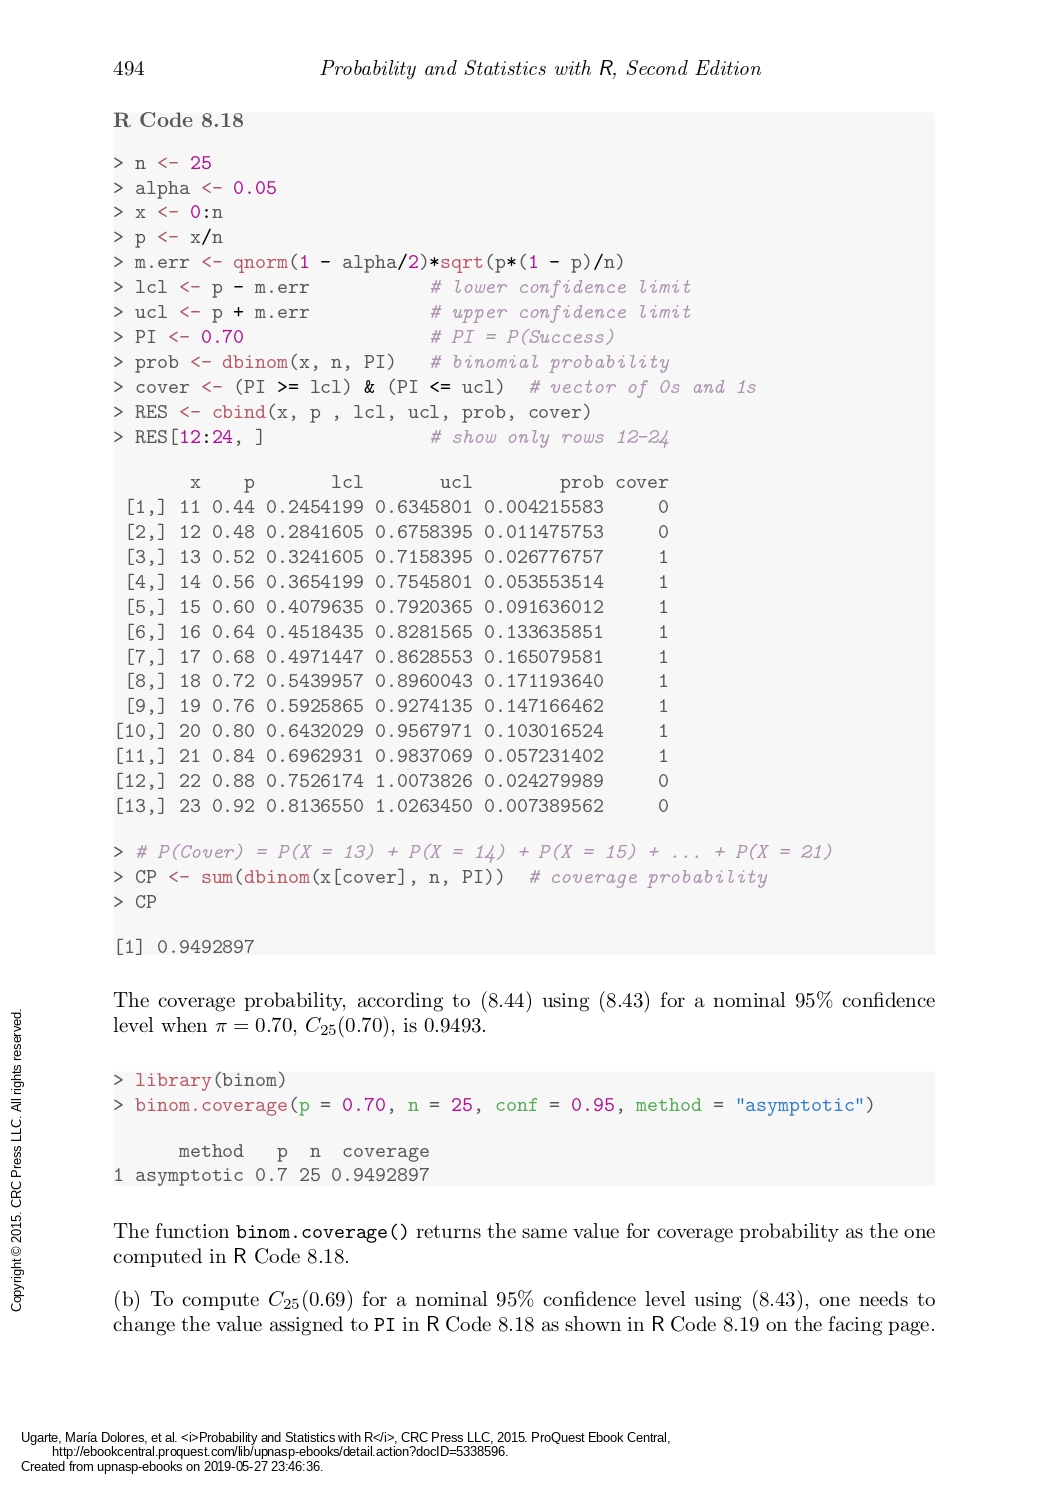 494 Probability and Statistics with R, Second Edition
R Code 8.18
> n <- 25
> alpha <- 0.05
> x <- 0:n
> p <- x/n
> m.err <- qnorm(1 - alpha/2)*sqrt(p*(1 - p)/n)
> lcl <- p - m.err # lower confidence limit
> ucl <- p + m.err # upper confidence limit
> PI <- 0.70 # PI = P(Success)
> prob <- dbinom(x, n, PI) # binomial probability
> cover <- (PI >= lcl) & (PI <= ucl) # vector of 0s and 1s
> RES <- cbind(x, p , lcl, ucl, prob, cover)
> RES[12:24, ] # show only rows 12-24
x p lcl ucl prob cover
[1,] 11 0.44 0.2454199 0.6345801 0.004215583 0
[2,] 12 0.48 0.2841605 0.6758395 0.011475753 0
[3,] 13 0.52 0.3241605 0.7158395 0.026776757 1
[4,] 14 0.56 0.3654199 0.7545801 0.053553514 1
[5,] 15 0.60 0.4079635 0.7920365 0.091636012 1
[6,] 16 0.64 0.4518435 0.8281565 0.133635851 1
[7,] 17 0.68 0.4971447 0.8628553 0.165079581 1
[8,] 18 0.72 0.5439957 0.8960043 0.171193640 1
[9,] 19 0.76 0.5925865 0.9274135 0.147166462 1
[10,] 20 0.80 0.6432029 0.9567971 0.103016524 1
[11,] 21 0.84 0.6962931 0.9837069 0.057231402 1
[12,] 22 0.88 0.7526174 1.0073826 0.024279989 0
[13,] 23 0.92 0.8136550 1.0263450 0.007389562 0
> # P(Cover) = P(X = 13) + P(X = 14) + P(X = 15) + ... + P(X = 21)
> CP <- sum(dbinom(x[cover], n, PI)) # coverage probability
> CP
[1] 0.9492897
The coverage probability, according to (8.44) using (8.43) for a nominal 95% confidence
level when π = 0.70, C₂₅(0.70), is 0.9493.
> library(binom)
> binom.coverage(p = 0.70, n = 25, conf = 0.95, method = "asymptotic")
method p n coverage
1 asymptotic 0.7 25 0.9492897
The function binom.coverage() returns the same value for coverage probability as the one
computed in R Code 8.18.
(b) To compute C₂₅(0.69) for a nominal 95% confidence level using (8.43), one needs to
change the value assigned to PI in R Code 8.18 as shown in R Code 8.19 on the facing page.
Copyright © 2015. CRC Press LLC. All rights reserved.
Ugarte, María Dolores, et al. <i>Probability and Statistics with R</i>, CRC Press LLC, 2015. ProQuest Ebook Central,
http://ebookcentral.proquest.com/lib/upnasp-ebooks/detail.action?docID=5338596.
Created from upnasp-ebooks on 2019-05-27 23:46:36.